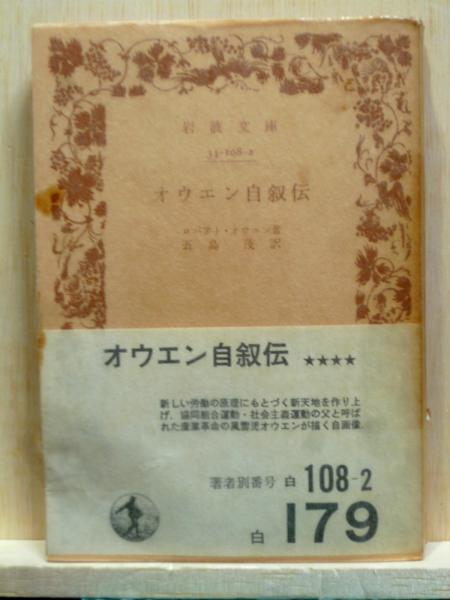 岩波文庫
34-108-2
オウエン自叙伝
ロバアト・オウエン著
五島 茂訳
オウエン自叙伝 ★★★★
新しい労働の原理にもとづく新天地を作り上
げ,協同組合運動・社会主義運動の父と呼ば
れた産業革命の風雲児オウエンが描く自画像.
著者別番号 白 108-2
白 179